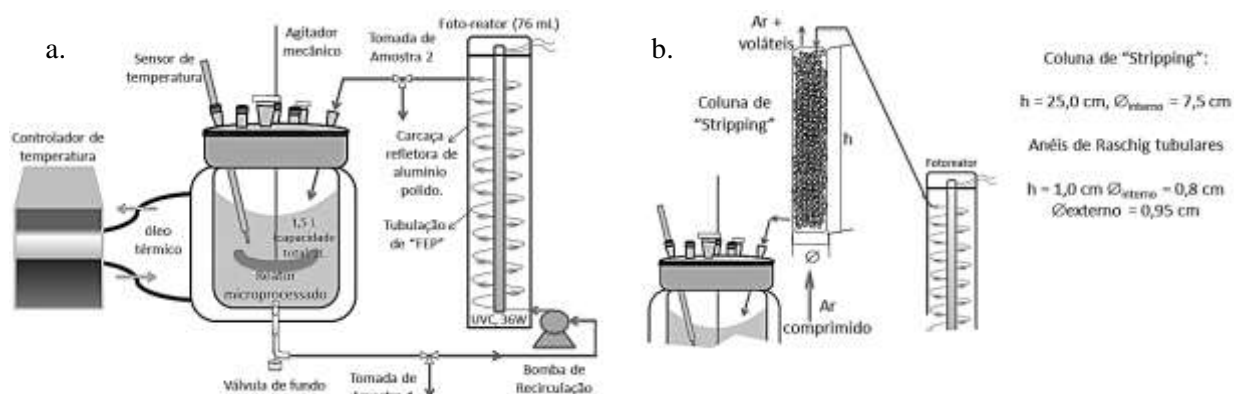 a.
Sensor de
temperatura
Agitador
mecânico
Tomada de
Amostra 2
Foto-reator (76 mL)
Controlador de
temperatura
óleo
térmico
1,5 L
capacidade
total
Reator
microprocessado
Carcaça
refletora de
alumínio
polido.
Tubulação
de "FEP"
UVC, 36W
Válvula de fundo
Tomada de
Bomba de
Recirculação
b.
Ar +
voláteis
Coluna de
"Stripping"
h
Ø
Ar
comprimido
Fotoreator
Coluna de "Stripping":
h = 25,0 cm, Øinterno = 7,5 cm
Anéis de Raschig tubulares
h = 1,0 cm Øinterno = 0,8 cm
Øexterno = 0,95 cm